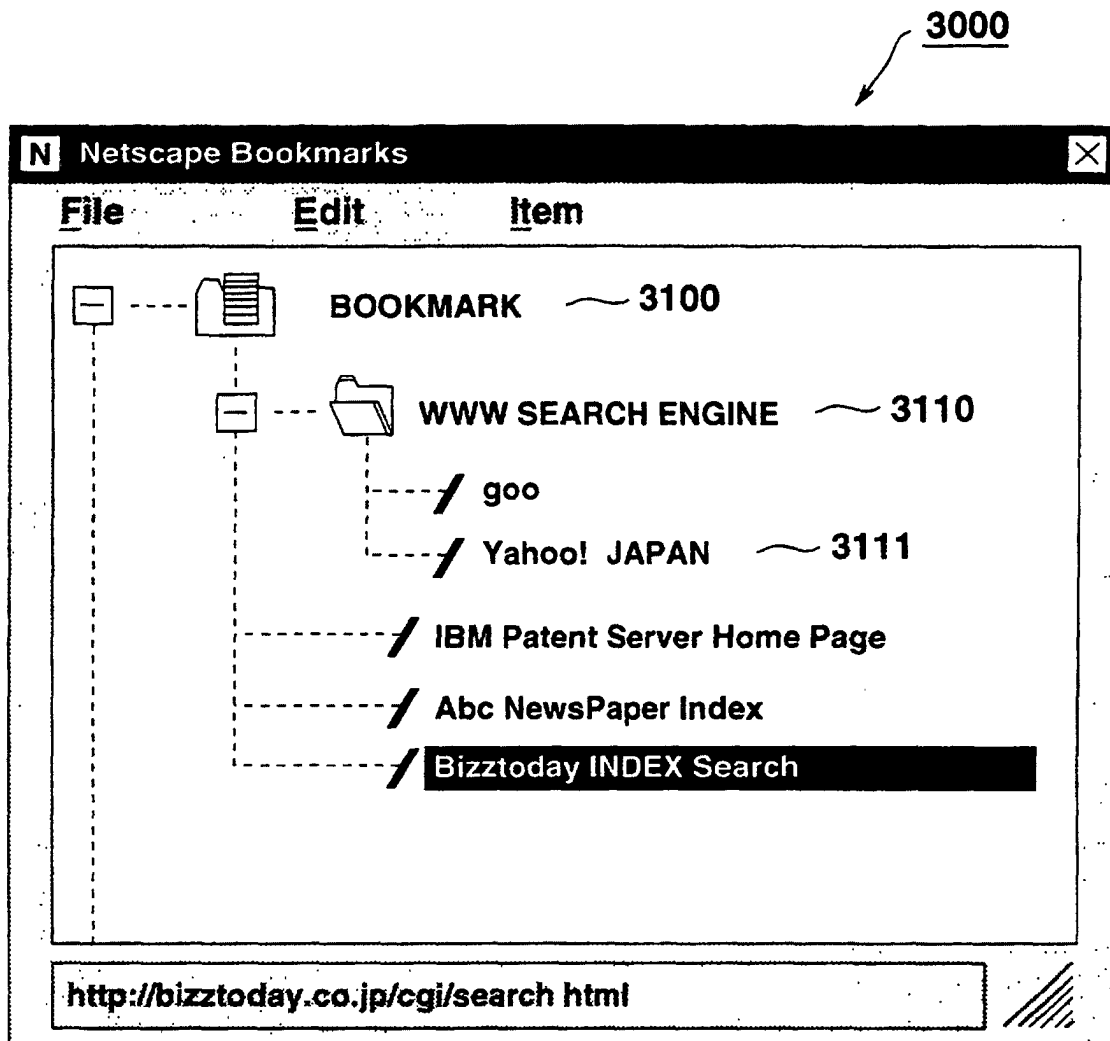 3000
N Netscape Bookmarks
File Edit Item
BOOKMARK 3100
WWW SEARCH ENGINE 3110
goo
Yahoo! JAPAN 3111
IBM Patent Server Home Page
Abc NewsPaper Index
Bizztoday INDEX Search
http://bizztoday.co.jp/cgi/search html